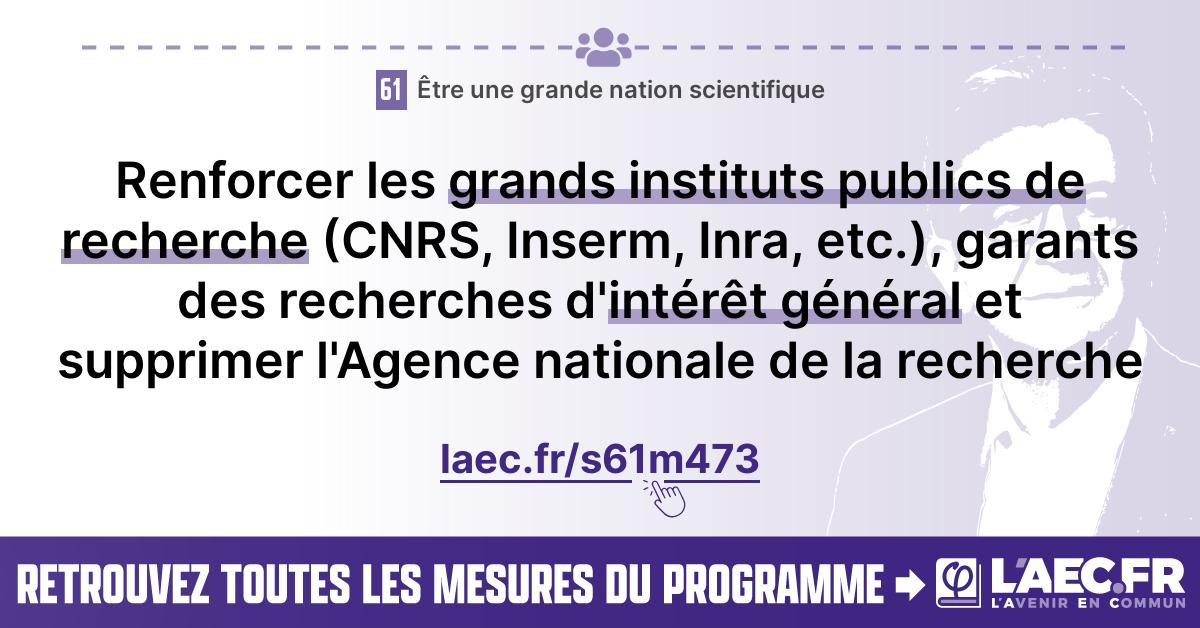 61 Être une grande nation scientifique
Renforcer les grands instituts publics de
recherche (CNRS, Inserm, Inra, etc.), garants
des recherches d'intérêt général et
supprimer l'Agence nationale de la recherche
laec.fr/s61m473
RETROUVEZ TOUTES LES MESURES DU PROGRAMME
φ L'AEC.FR
L'AVENIR EN COMMUN